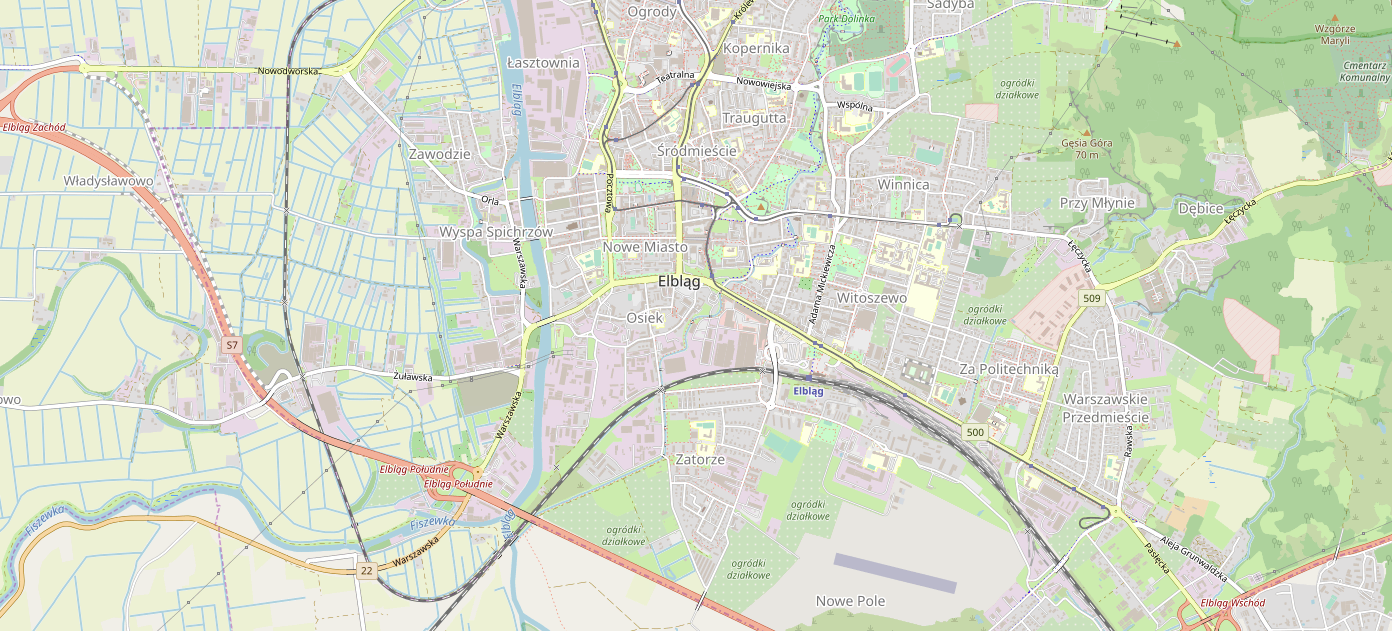 Ogrody
Królew
Park Dolinka
Sadyba
Wzgórze
Maryli
Kopernika
Łasztownia
Nowodworska
Teatralna
Nowowiejska
Cmentarz
Komunalny
ogródki
działkowe
Elbląg
Wspólna
Traugutta
Elbląg Zachód
Gęsia Góra
70 m
Zawodzie
Śródmieście
Władysławowo
Pocztowa
Winnica
Przy Młynie
Dębice
Łęczycka
Orla
Wyspa Spichrzów
Warszawska
Nowe Miasto
Łęczycka
Elbląg
Adama Mickiewicza
Witoszewo
509
Osiek
ogródki
działkowe
S7
Żuławska
Za Politechniką
Elbląg
owo
Warszawskie
Przedmieście
Warszawska
500
Rawska
Zatorze
Elbląg Południe
Elbląg Południe
Fiszewka
Fiszewka
Elbląg
ogródki
działkowe
ogródki
działkowe
Warszawska
22
ogródki
działkowe
Pasłęcka
Aleja Grunwaldzka
Nowe Pole
Elbląg Wschód